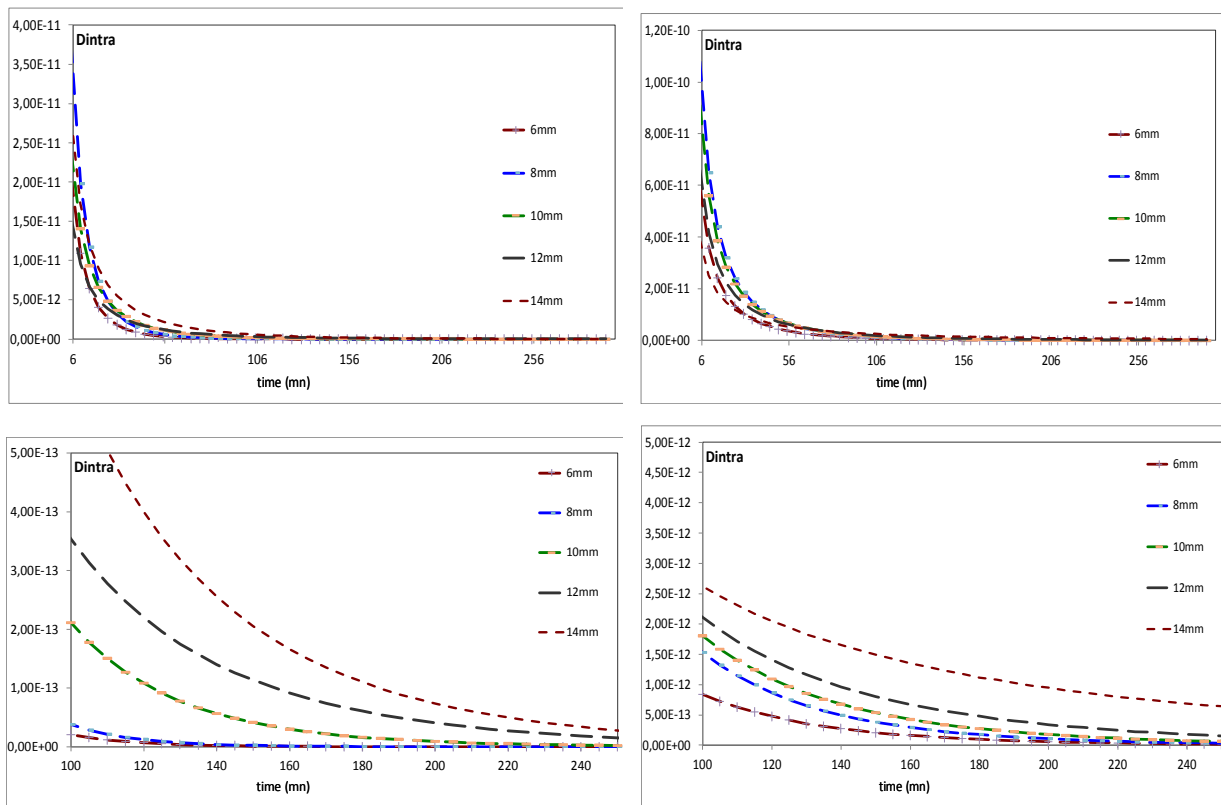 4,00E-11
Dintra
3,50E-11
3,00E-11
2,50E-11
2,00E-11
1,50E-11
1,00E-11
5,00E-12
0,00E+00
6mm
8mm
10mm
12mm
14mm
6 56 106 156 206 256
time (mn)
1,20E-10
Dintra
1,00E-10
8,00E-11
6,00E-11
4,00E-11
2,00E-11
0,00E+00
6mm
8mm
10mm
12mm
14mm
6 56 106 156 206 256
time (mn)
5,00E-13
Dintra
4,00E-13
3,00E-13
2,00E-13
1,00E-13
0,00E+00
6mm
8mm
10mm
12mm
14mm
100 120 140 160 180 200 220 240
time (mn)
5,00E-12
Dintra
4,50E-12
4,00E-12
3,50E-12
3,00E-12
2,50E-12
2,00E-12
1,50E-12
1,00E-12
5,00E-13
0,00E+00
6mm
8mm
10mm
12mm
14mm
100 120 140 160 180 200 220 240
time (mn)